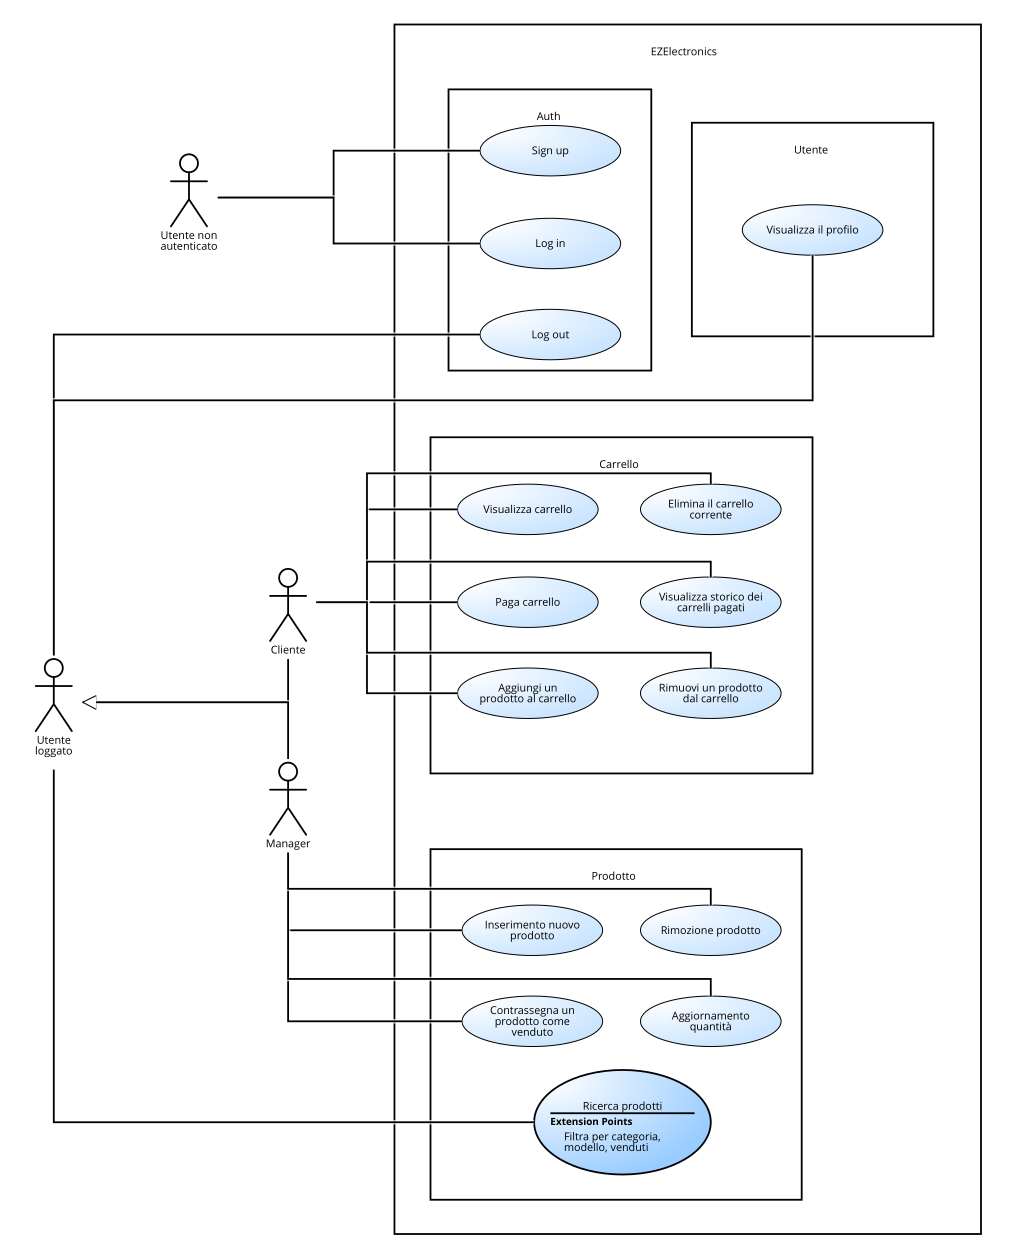 EZElectronics
Auth
Sign up
Utente
Utente non
autenticato
Visualizza il profilo
Log in
Log out
Carrello
Visualizza carrello
Elimina il carrello
corrente
Paga carrello
Visualizza storico dei
carrelli pagati
Cliente
Aggiungi un
prodotto al carrello
Rimuovi un prodotto
dal carrello
Utente
loggato
Manager
Prodotto
Inserimento nuovo
prodotto
Rimozione prodotto
Contrassegna un
prodotto come
venduto
Aggiornamento
quantità
Ricerca prodotti
Extension Points
Filtra per categoria,
modello, venduti